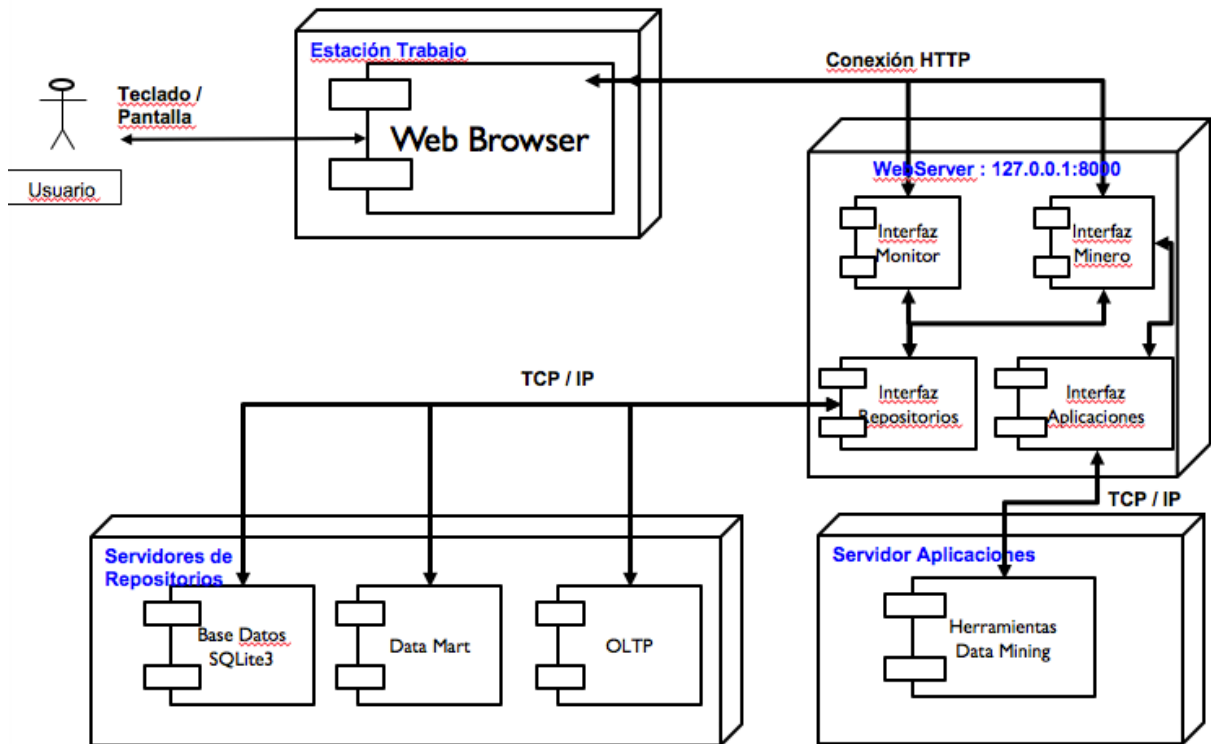 Estación Trabajo
Web Browser
Teclado /
Pantalla
Usuario
Conexión HTTP
WebServer : 127.0.0.1:8000
Interfaz
Monitor
Interfaz
Minero
Interfaz
Repositorios
Interfaz
Aplicaciones
TCP / IP
TCP / IP
Servidores de
Repositorios
Base Datos
SQLite3
Data Mart
OLTP
Servidor Aplicaciones
Herramientas
Data Mining